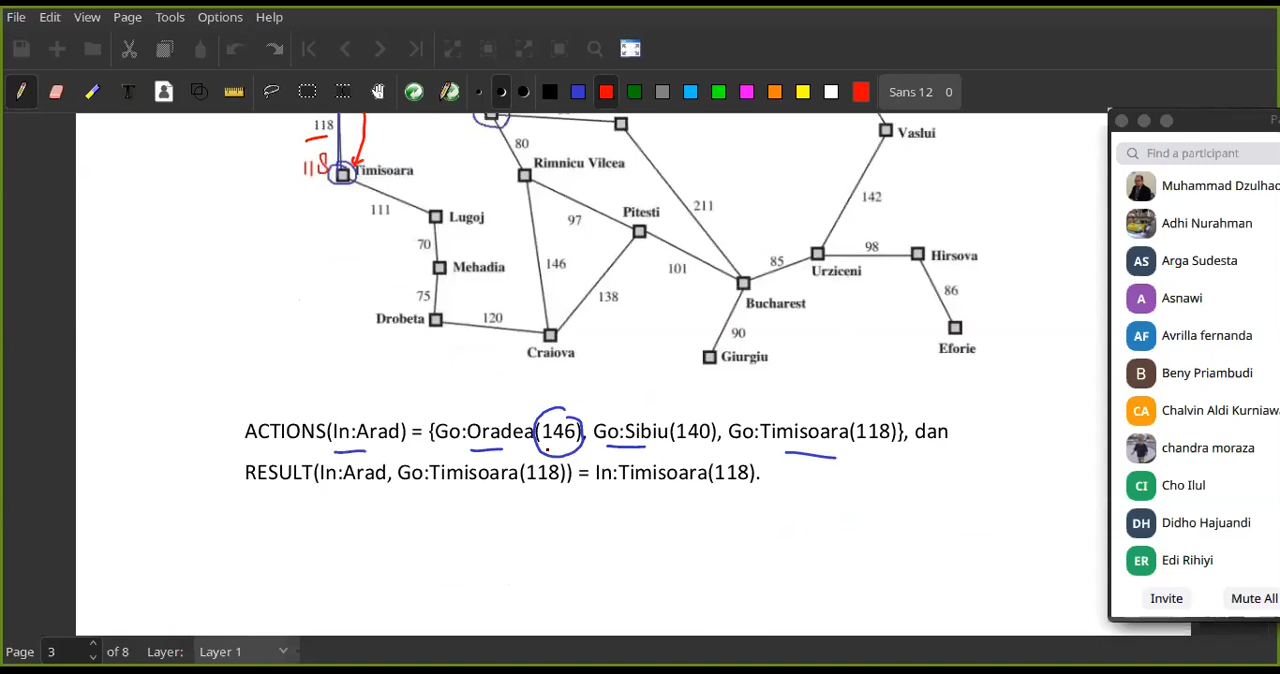 File Edit View Page Tools Options Help
Sans 12 0
118
118
Timisoara
111
Lugoj
70
Mehadia
75
Drobeta
120
Craiova
80
Rimnicu Vilcea
97
Pitesti
146
138
101
211
Bucharest
90
Giurgiu
85
Urziceni
142
Vaslui
98
Hirsova
86
Eforie
ACTIONS(In:Arad) = {Go:Oradea(146), Go:Sibiu(140), Go:Timisoara(118)}, dan
RESULT(In:Arad, Go:Timisoara(118)) = In:Timisoara(118).
Find a participant
Muhammad Dzulhad
Adhi Nurahman
AS Arga Sudesta
A Asnawi
AF Avrilla fernanda
B Beny Priambudi
CA Chalvin Aldi Kurniaw
chandra moraza
CI Cho Ilul
DH Didho Hajuandi
ER Edi Rihiyi
Invite Mute All
Page 3 of 8 Layer: Layer 1